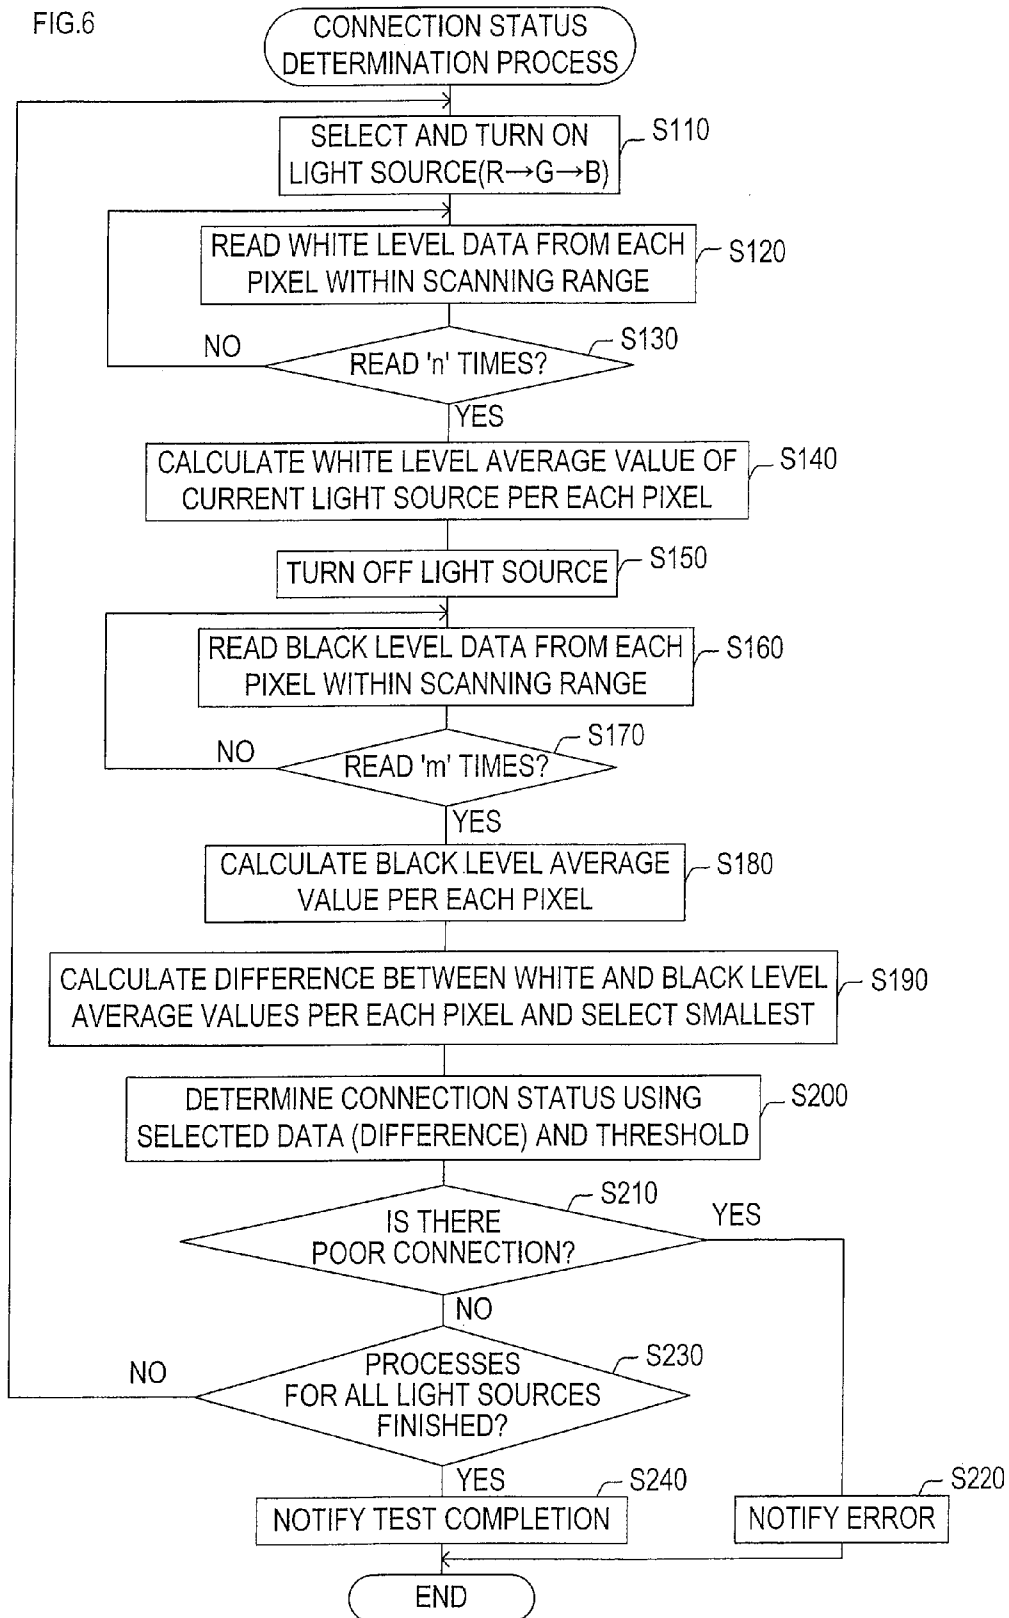 FIG.6
CONNECTION STATUS
DETERMINATION PROCESS
SELECT AND TURN ON
LIGHT SOURCE(R→G→B)
S110
READ WHITE LEVEL DATA FROM EACH
PIXEL WITHIN SCANNING RANGE
S120
READ 'n' TIMES?
S130
NO
YES
CALCULATE WHITE LEVEL AVERAGE VALUE OF
CURRENT LIGHT SOURCE PER EACH PIXEL
S140
TURN OFF LIGHT SOURCE
S150
READ BLACK LEVEL DATA FROM EACH
PIXEL WITHIN SCANNING RANGE
S160
READ 'm' TIMES?
S170
NO
YES
CALCULATE BLACK LEVEL AVERAGE
VALUE PER EACH PIXEL
S180
CALCULATE DIFFERENCE BETWEEN WHITE AND BLACK LEVEL
AVERAGE VALUES PER EACH PIXEL AND SELECT SMALLEST
S190
DETERMINE CONNECTION STATUS USING
SELECTED DATA (DIFFERENCE) AND THRESHOLD
S200
IS THERE
POOR CONNECTION?
S210
YES
NO
PROCESSES
FOR ALL LIGHT SOURCES
FINISHED?
S230
NO
YES
NOTIFY TEST COMPLETION
S240
NOTIFY ERROR
S220
END